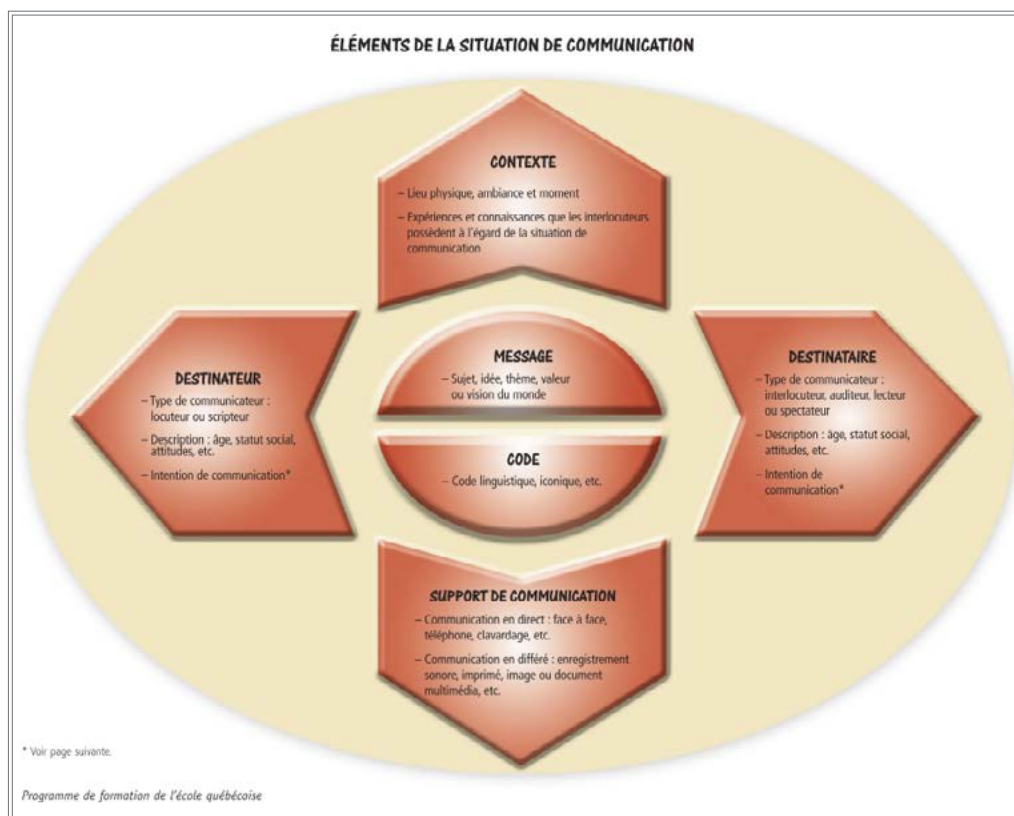 ÉLÉMENTS DE LA SITUATION DE COMMUNICATION
CONTEXTE
– Lieu physique, ambiance et moment
– Expériences et connaissances que les interlocuteurs
possèdent à l'égard de la situation de
communication
DESTINATEUR
– Type de communicateur :
locuteur ou scripteur
– Description : âge, statut social,
attitudes, etc.
– Intention de communication*
MESSAGE
– Sujet, idée, thème, valeur
ou vision du monde
CODE
– Code linguistique, iconique, etc.
DESTINATAIRE
– Type de communicateur :
interlocuteur, auditeur, lecteur
ou spectateur
– Description : âge, statut social,
attitudes, etc.
– Intention de
communication*
SUPPORT DE COMMUNICATION
– Communication en direct : face à face,
téléphone, clavardage, etc.
– Communication en différé : enregistrement
sonore, imprimé, image ou document
multimédia, etc.
* Voir page suivante.
Programme de formation de l'école québécoise